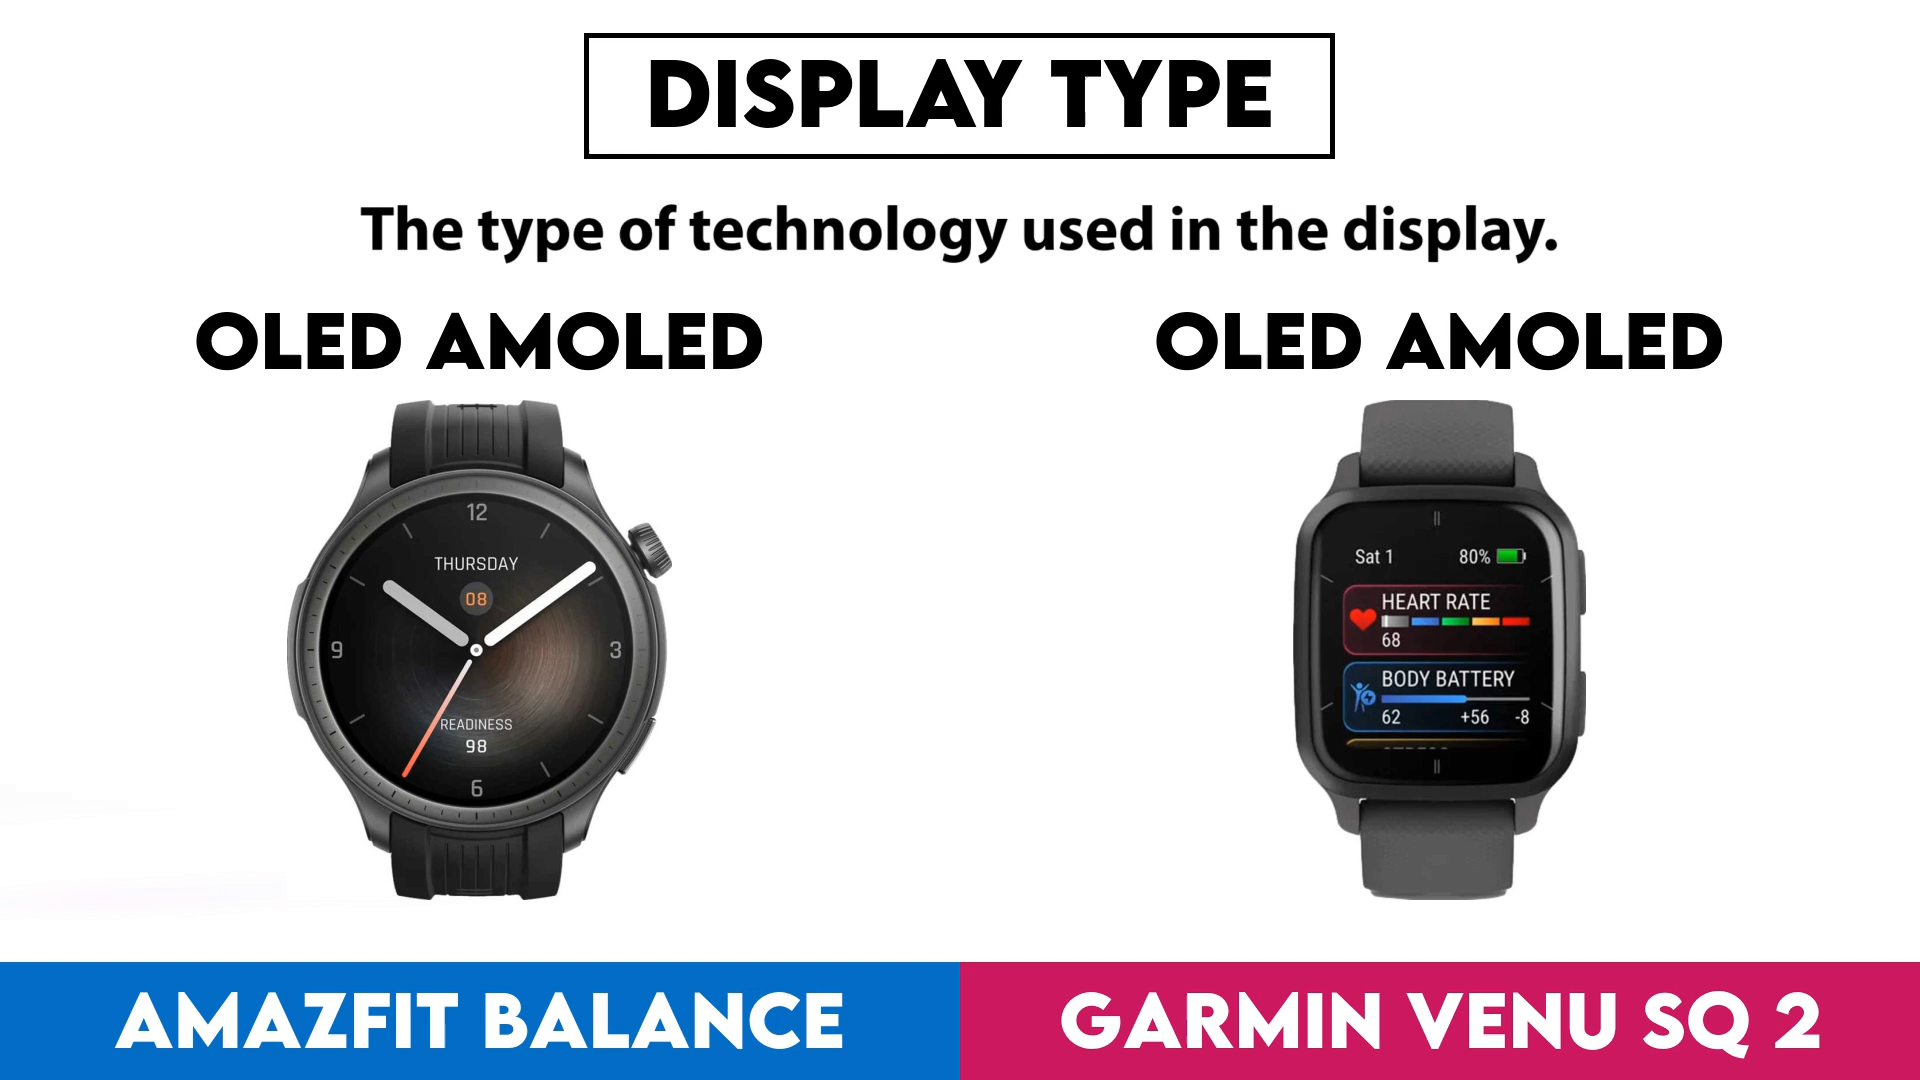 DISPLAY TYPE
The type of technology used in the display.
OLED AMOLED
OLED AMOLED
12
THURSDAY
08
9
3
READINESS
98
6
Sat 1 80%
HEART RATE
68
BODY BATTERY
62 +56 -8
AMAZFIT BALANCE
GARMIN VENU SQ 2